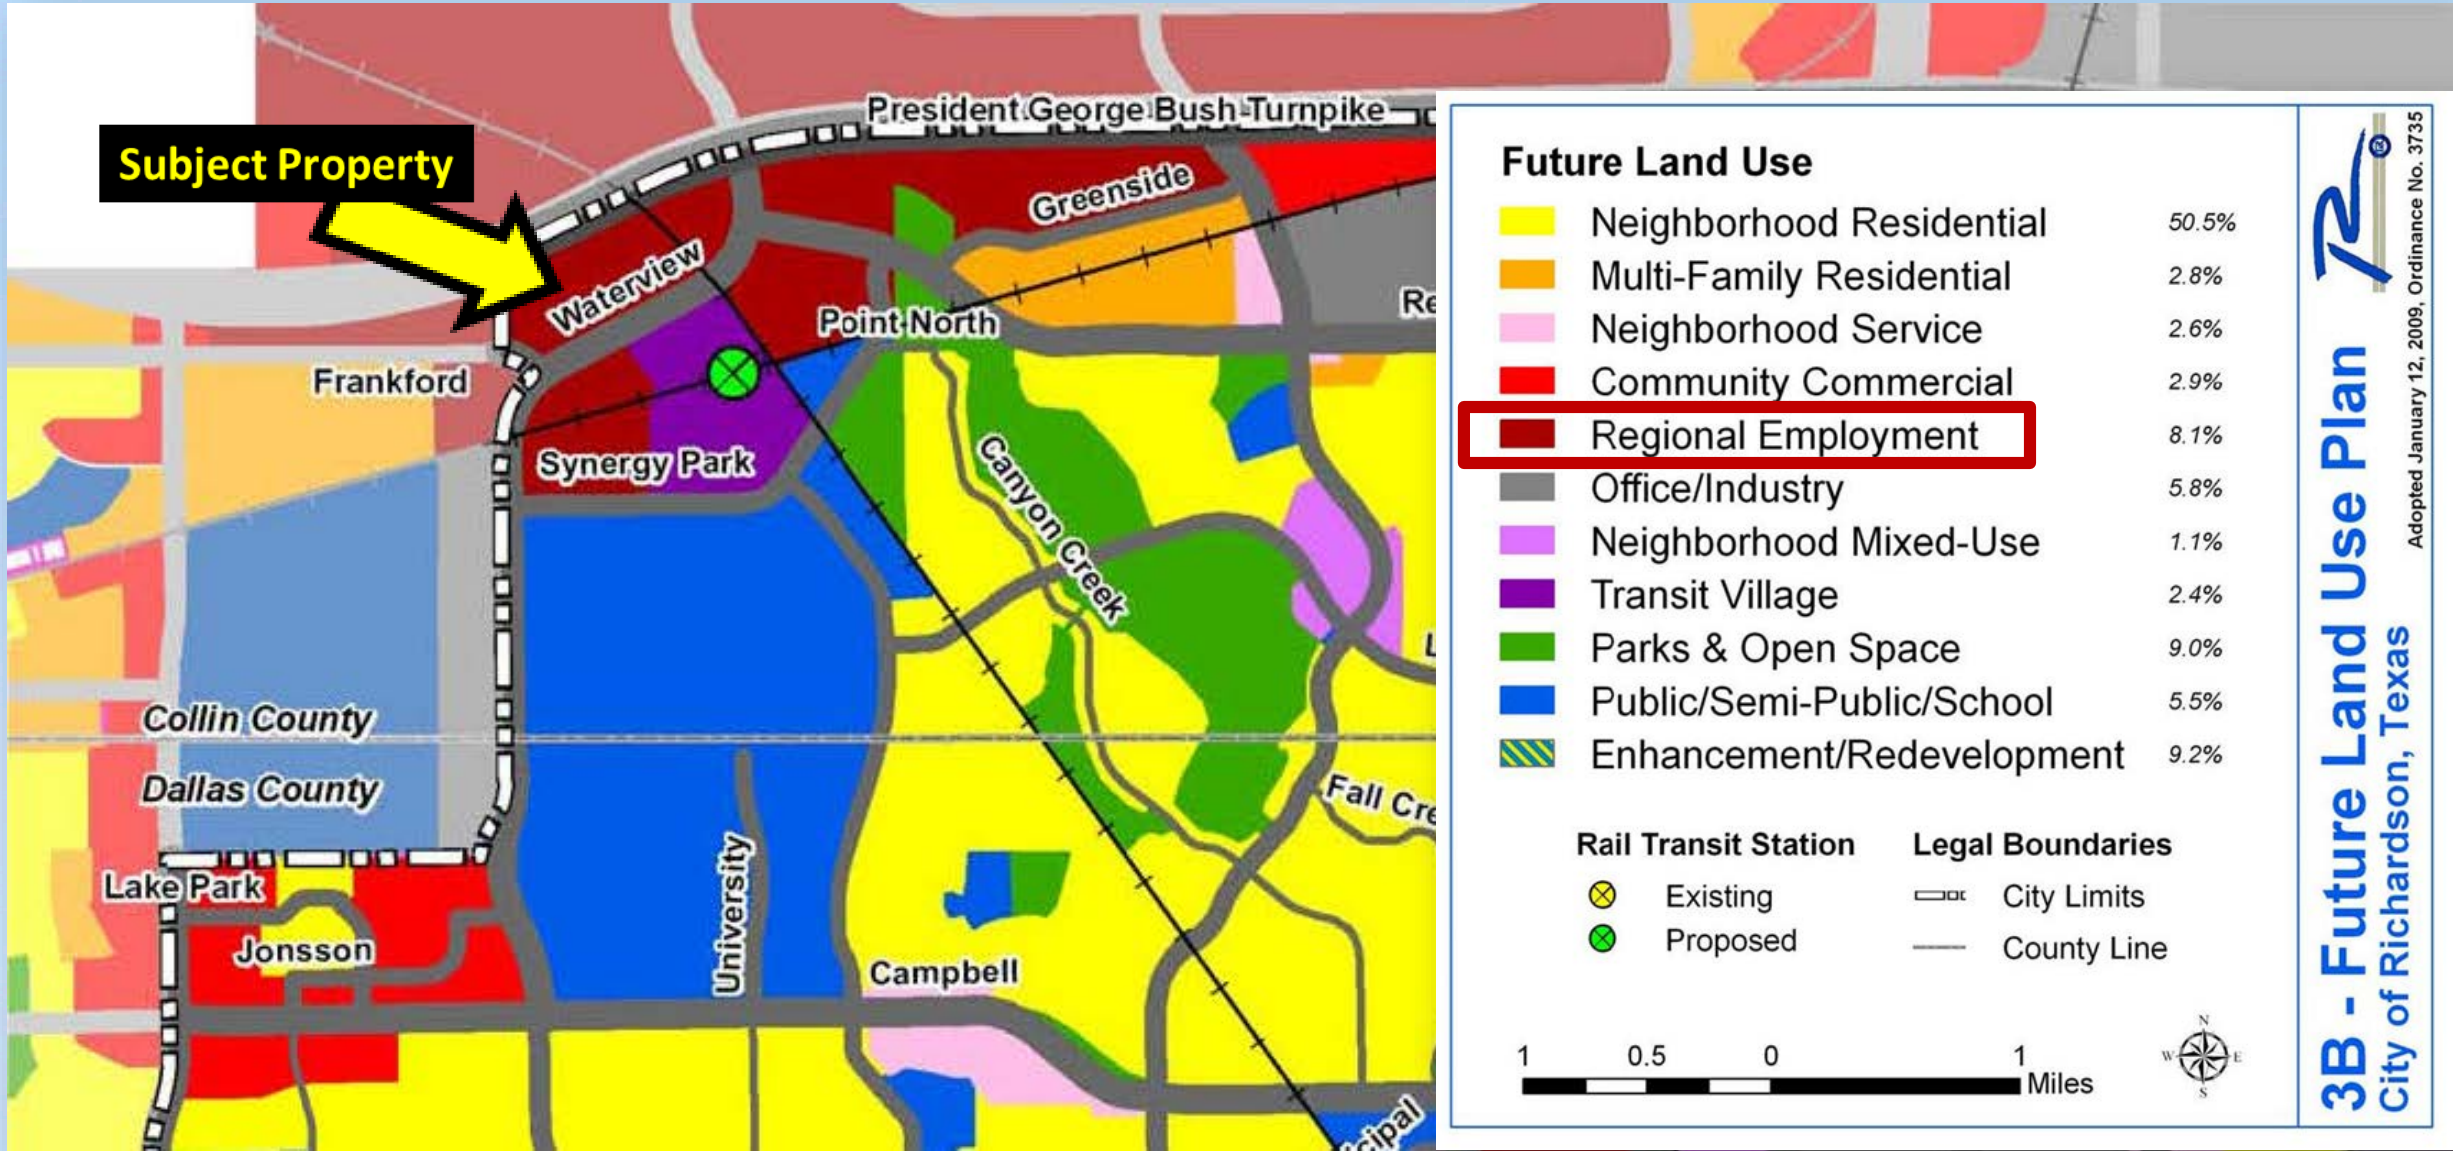 President George Bush Turnpike
Subject Property
Greenside
Waterview
Point North
Frankford
Synergy Park
Canyon Creek
Collin County
Dallas County
Fall Cre
Lake Park
Jonsson
University
Campbell
icipal
Re
L
Future Land Use
Neighborhood Residential 50.5%
Multi-Family Residential 2.8%
Neighborhood Service 2.6%
Community Commercial 2.9%
Regional Employment 8.1%
Office/Industry 5.8%
Neighborhood Mixed-Use 1.1%
Transit Village 2.4%
Parks & Open Space 9.0%
Public/Semi-Public/School 5.5%
Enhancement/Redevelopment 9.2%
Rail Transit Station Legal Boundaries
Existing City Limits
Proposed County Line
1 0.5 0 1
Miles
N
W E
S
3B - Future Land Use Plan
City of Richardson, Texas
Adopted January 12, 2009, Ordinance No. 3735